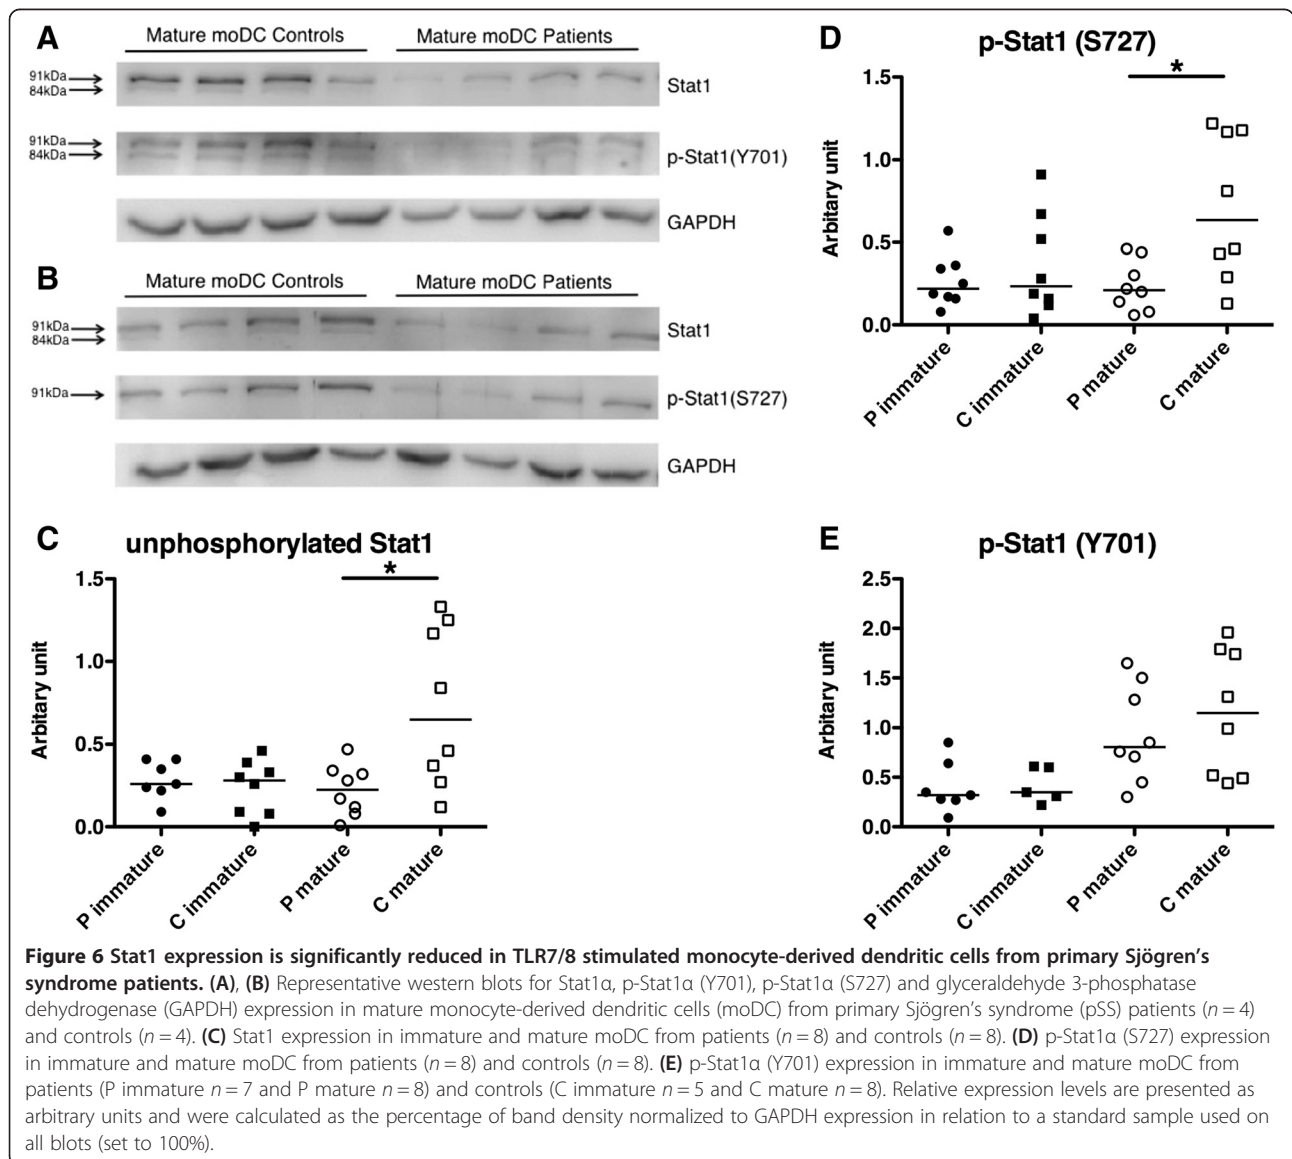 A
Mature moDC Controls
Mature moDC Patients
91kDa
84kDa
Stat1
91kDa
84kDa
p-Stat1(Y701)
GAPDH
B
Mature moDC Controls
Mature moDC Patients
91kDa
84kDa
Stat1
91kDa
p-Stat1(S727)
GAPDH
D
p-Stat1 (S727)
*
1.5
1.0
0.5
0.0
Arbitary unit
P immature
C immature
P mature
C mature
C
unphosphorylated Stat1
*
1.5
1.0
0.5
0.0
Arbitary unit
P immature
C immature
P mature
C mature
E
p-Stat1 (Y701)
2.5
2.0
1.5
1.0
0.5
0.0
Arbitary unit
P immature
C immature
P mature
C mature
Figure 6 Stat1 expression is significantly reduced in TLR7/8 stimulated monocyte-derived dendritic cells from primary Sjögren’s
syndrome patients. (A), (B) Representative western blots for Stat1α, p-Stat1α (Y701), p-Stat1α (S727) and glyceraldehyde 3-phosphatase
dehydrogenase (GAPDH) expression in mature monocyte-derived dendritic cells (moDC) from primary Sjögren’s syndrome (pSS) patients (n = 4)
and controls (n = 4). (C) Stat1 expression in immature and mature moDC from patients (n = 8) and controls (n = 8). (D) p-Stat1α (S727) expression
in immature and mature moDC from patients (n = 8) and controls (n = 8). (E) p-Stat1α (Y701) expression in immature and mature moDC from
patients (P immature n = 7 and P mature n = 8) and controls (C immature n = 5 and C mature n = 8). Relative expression levels are presented as
arbitrary units and were calculated as the percentage of band density normalized to GAPDH expression in relation to a standard sample used on
all blots (set to 100%).